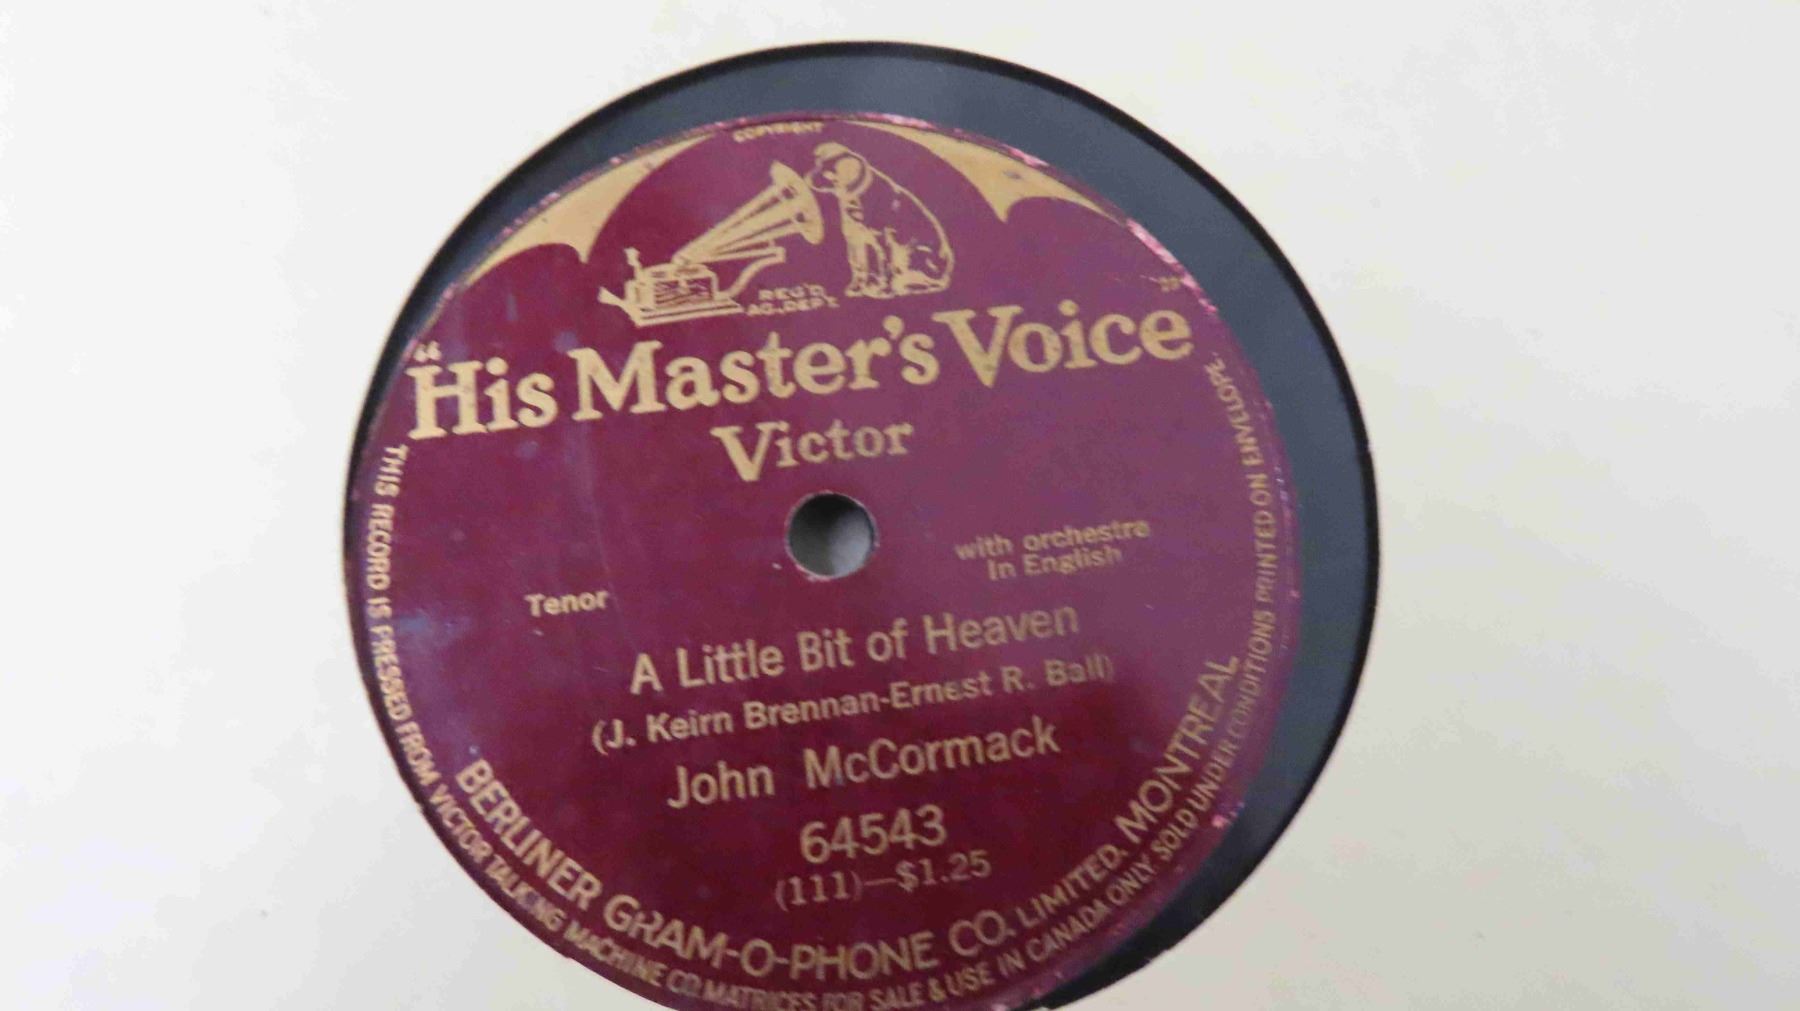 COPYRIGHT
REG'D
AG.,DEPT.
"His Master's Voice
Victor
with orchestra
In English
Tenor
A Little Bit of Heaven
(J. Keirn Brennan-Ernest R. Ball)
John McCormack
64543
(111)—$1.25
BERLINER GRAM-O-PHONE CO. LIMITED. MONTREAL
THIS RECORD IS PRESSED FROM VICTOR TALKING MACHINE CO. MATRICES FOR SALE & USE IN CANADA ONLY SOLD UNDER CONDITIONS PRINTED ON ENVELOPE.